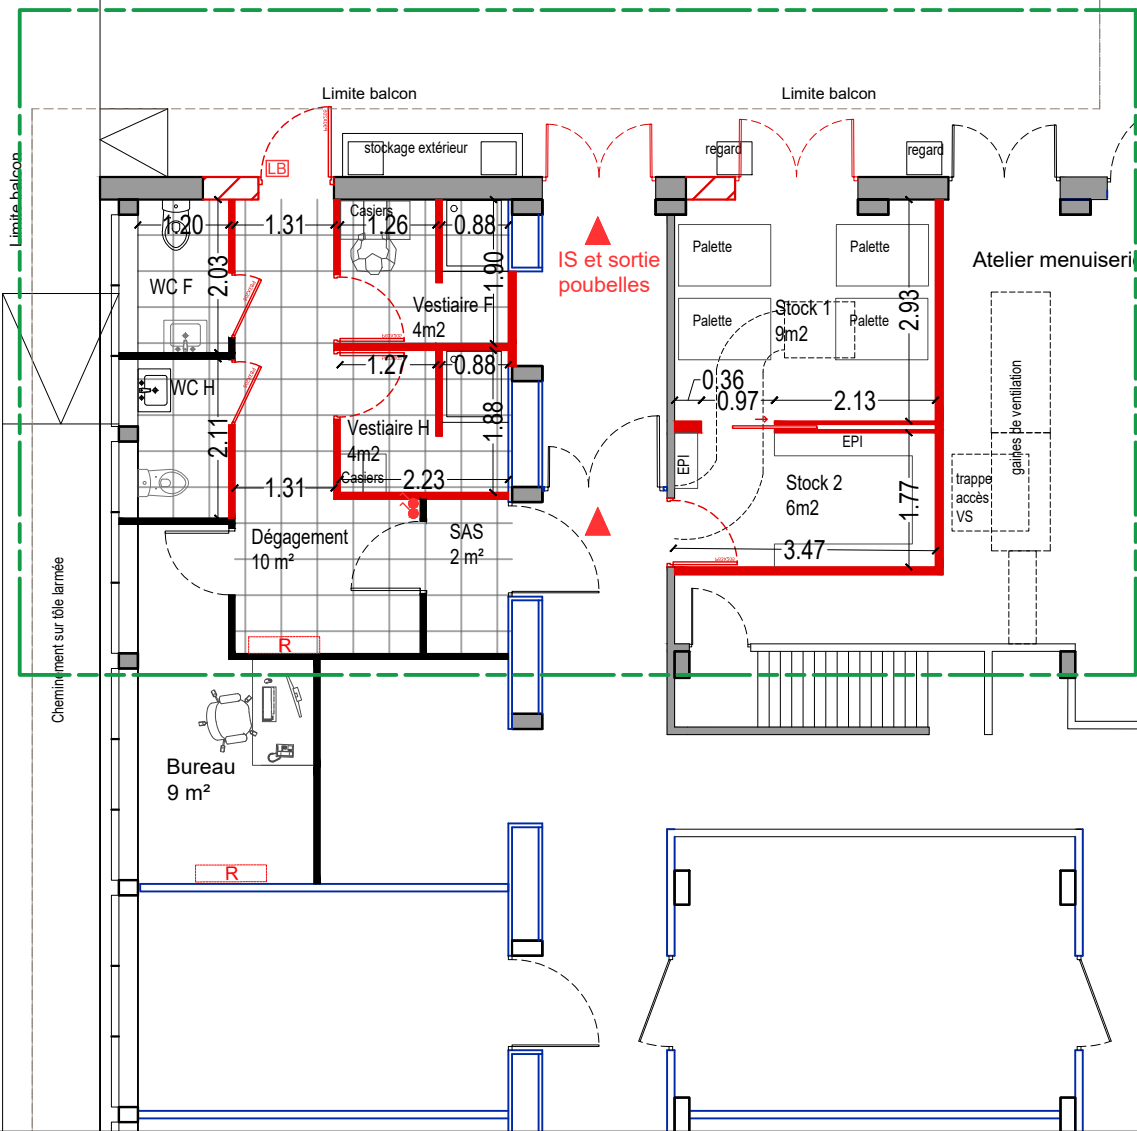 Limite balcon
Limite balcon
Limite balcon
stockage extérieur
regard
regard
LB
Casiers
1.20
1.31
1.26
0.88
IS et sortie
poubelles
Palette
Palette
Atelier menuiserie
WC F
2.03
1.90
Vestiaire F
4m2
Palette
Stock 1
9m2
Palette
2.93
1.27
0.88
0.36
0.97
2.13
WC H
2.11
Vestiaire H
4m2
1.88
Casiers
2.23
1.31
EPI
EPI
gaines de ventilation
Stock 2
6m2
1.77
trappe
accès
VS
Dégagement
10 m²
SAS
2 m²
3.47
R
Cheminement sur tôle larmée
Bureau
9 m²
R